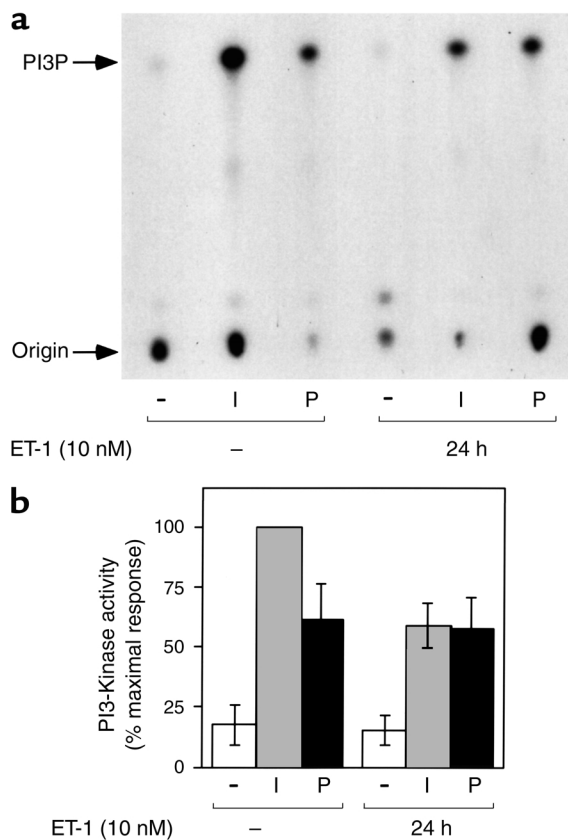 a
PI3P
Origin
- I P - I P
ET-1 (10 nM) – 24 h
b
PI3-Kinase activity
(% maximal response)
100
75
50
25
0
- I P - I P
ET-1 (10 nM) – 24 h